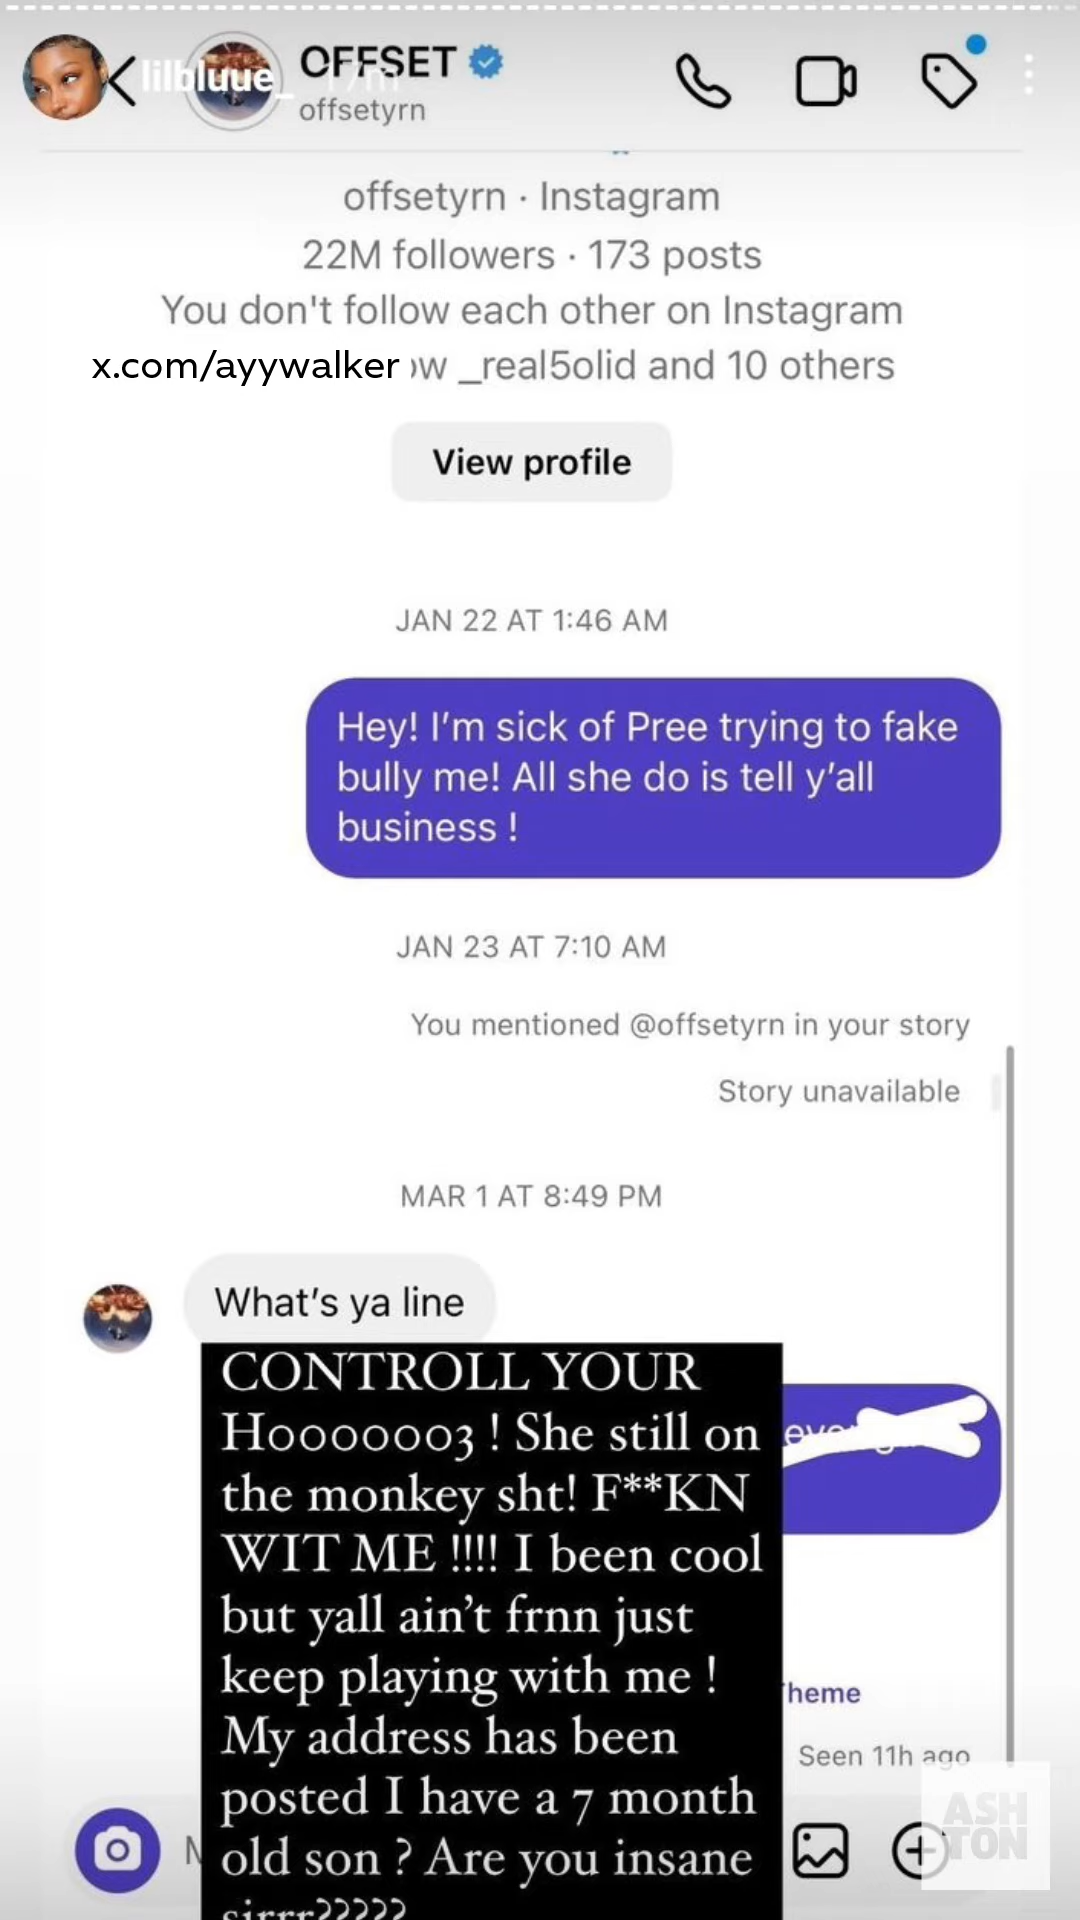 lilbluue_ 17m
OFFSET
offsetyrn
offsetyrn · Instagram
22M followers · 173 posts
You don't follow each other on Instagram
x.com/ayywalker ow _real5olid and 10 others
View profile
JAN 22 AT 1:46 AM
Hey! I'm sick of Pree trying to fake
bully me! All she do is tell y'all
business !
JAN 23 AT 7:10 AM
You mentioned @offsetyrn in your story
Story unavailable
MAR 1 AT 8:49 PM
What's ya line
CONTROLL YOUR
Hooooooo3 ! She still on
the monkey sht! F**KN
WIT ME !!!! I been cool
but yall ain't frnn just
keep playing with me !
My address has been
posted I have a 7 month
old son ? Are you insane
sirrr?????
heme
Seen 11h ago
ASH
TON